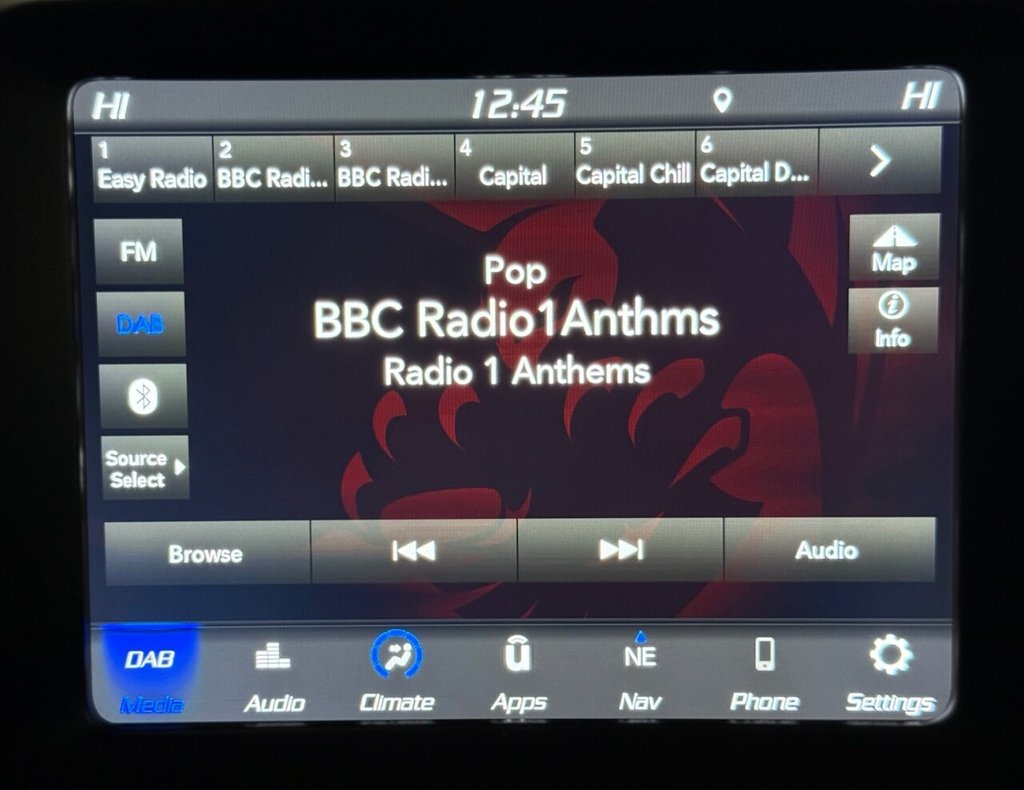 HI 12:45 HI
1 2 3 4 5 6
Easy Radio BBC Radi... BBC Radi... Capital Capital Chill Capital D...
FM
Pop
Map
BBC Radio1Anthms
DAB
Info
Radio 1 Anthems
Source
Select
Browse Audio
DAB NE
Media Audio Climate Apps Nav Phone Settings